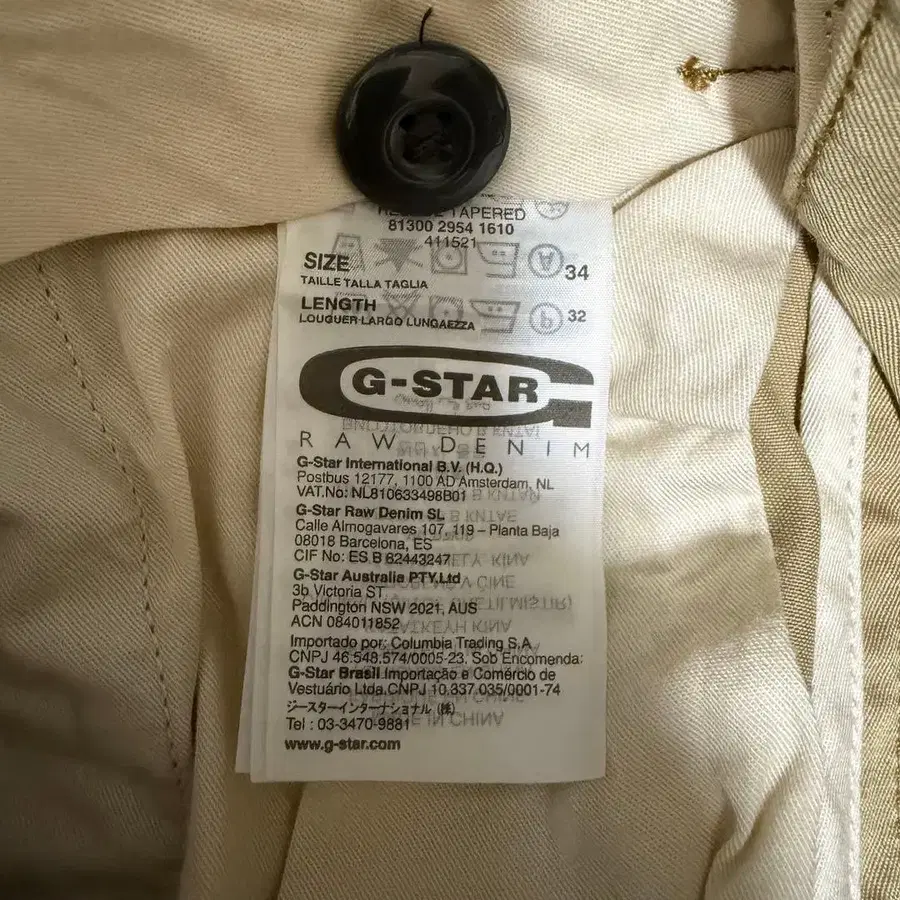 TAPERED
81300 2954 1610
411521
SIZE 34
TAILLE TALLA TAGLIA
LENGTH 32
LOUGUER LARGO LUNGAEZZA
G-STAR
RAW DENIM
G-Star International B.V. (H.Q.)
Postbus 12177, 1100 AD Amsterdam, NL
VAT.No: NL810633498B01
G-Star Raw Denim SL
Calle Almogavares 107, 119 – Planta Baja
08018 Barcelona, ES
CIF No: ES B 62443247
G-Star Australia PTY,Ltd
3b Victoria ST
Paddington NSW 2021, AUS
ACN 084011852
Importado por: Columbia Trading S.A
CNPJ 46.548.574/0005-23. Sob Encomenda:
G-Star Brasil Importação e Comércio de
Vestuário Ltda.CNPJ 10.837.035/0001-74
ジースターインターナショナル (株)
Tel : 03-3470-9881
www.g-star.com